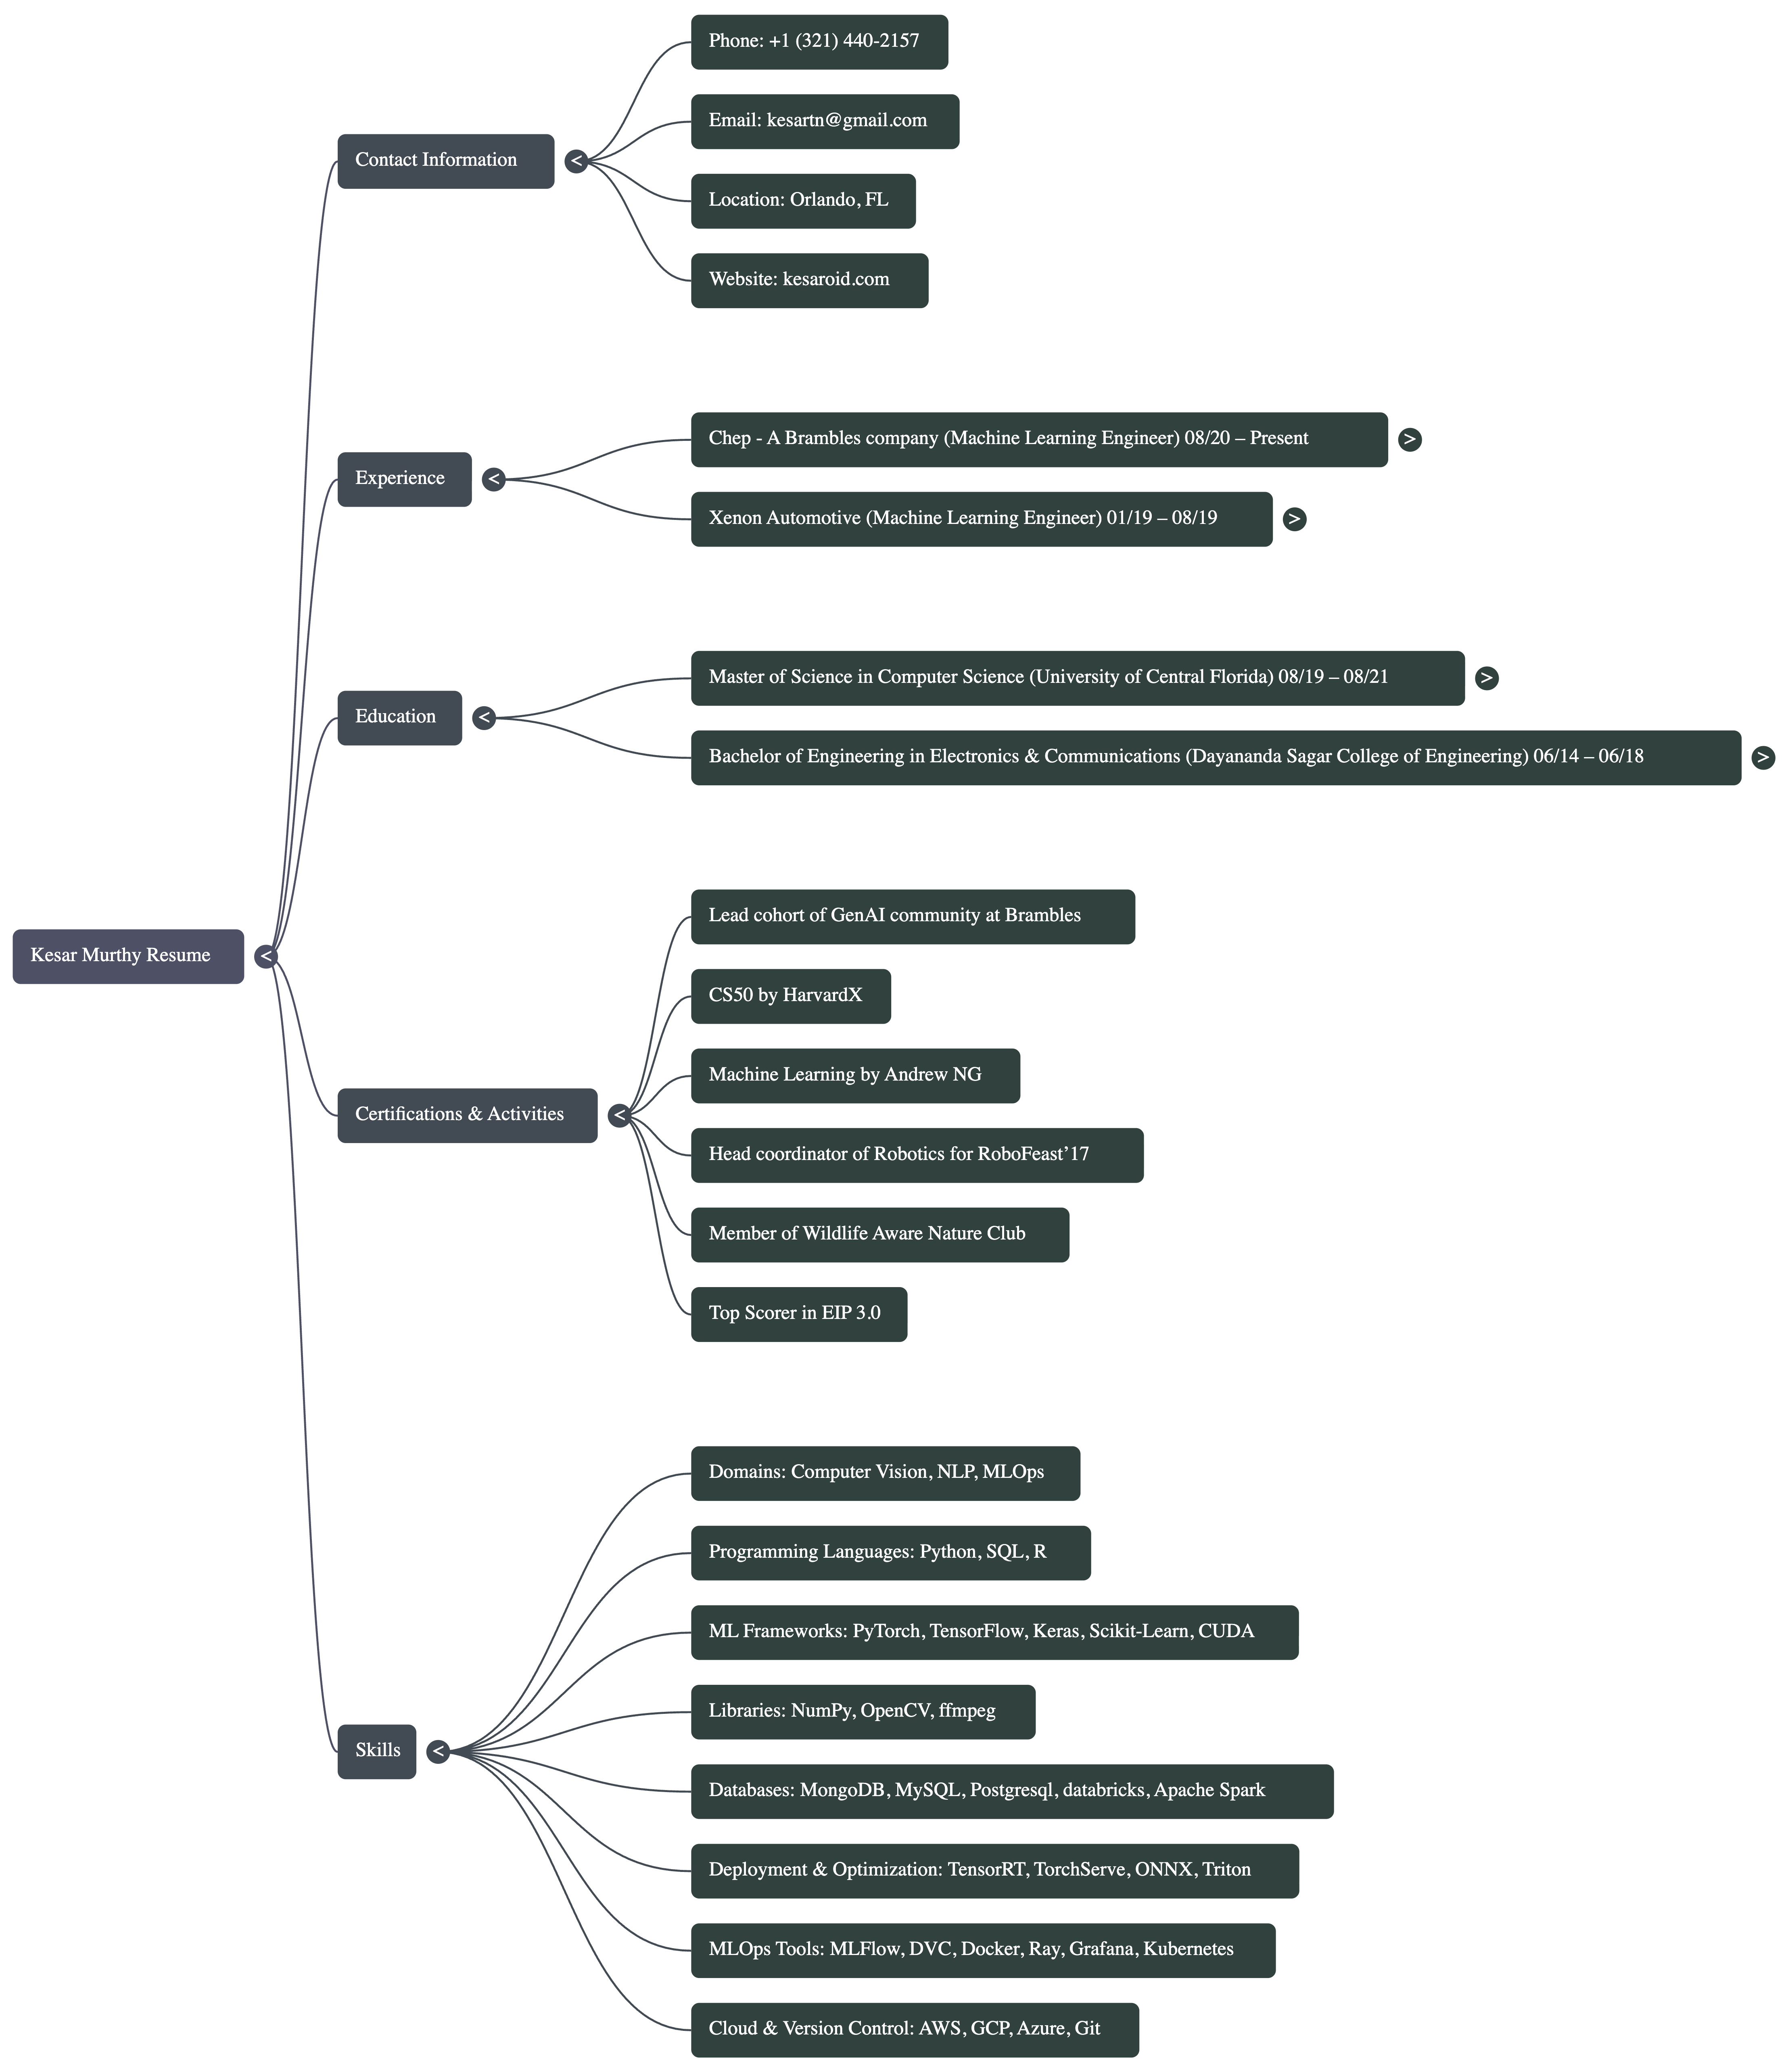 Kesar Murthy Resume
<
Contact Information
<
Phone: +1 (321) 440-2157
Email: kesartn@gmail.com
Location: Orlando, FL
Website: kesaroid.com
Experience
<
Chep - A Brambles company (Machine Learning Engineer) 08/20 – Present
>
Xenon Automotive (Machine Learning Engineer) 01/19 – 08/19
>
Education
<
Master of Science in Computer Science (University of Central Florida) 08/19 – 08/21
>
Bachelor of Engineering in Electronics & Communications (Dayananda Sagar College of Engineering) 06/14 – 06/18
>
Certifications & Activities
<
Lead cohort of GenAI community at Brambles
CS50 by HarvardX
Machine Learning by Andrew NG
Head coordinator of Robotics for RoboFeast’17
Member of Wildlife Aware Nature Club
Top Scorer in EIP 3.0
Skills
<
Domains: Computer Vision, NLP, MLOps
Programming Languages: Python, SQL, R
ML Frameworks: PyTorch, TensorFlow, Keras, Scikit-Learn, CUDA
Libraries: NumPy, OpenCV, ffmpeg
Databases: MongoDB, MySQL, Postgresql, databricks, Apache Spark
Deployment & Optimization: TensorRT, TorchServe, ONNX, Triton
MLOps Tools: MLFlow, DVC, Docker, Ray, Grafana, Kubernetes
Cloud & Version Control: AWS, GCP, Azure, Git